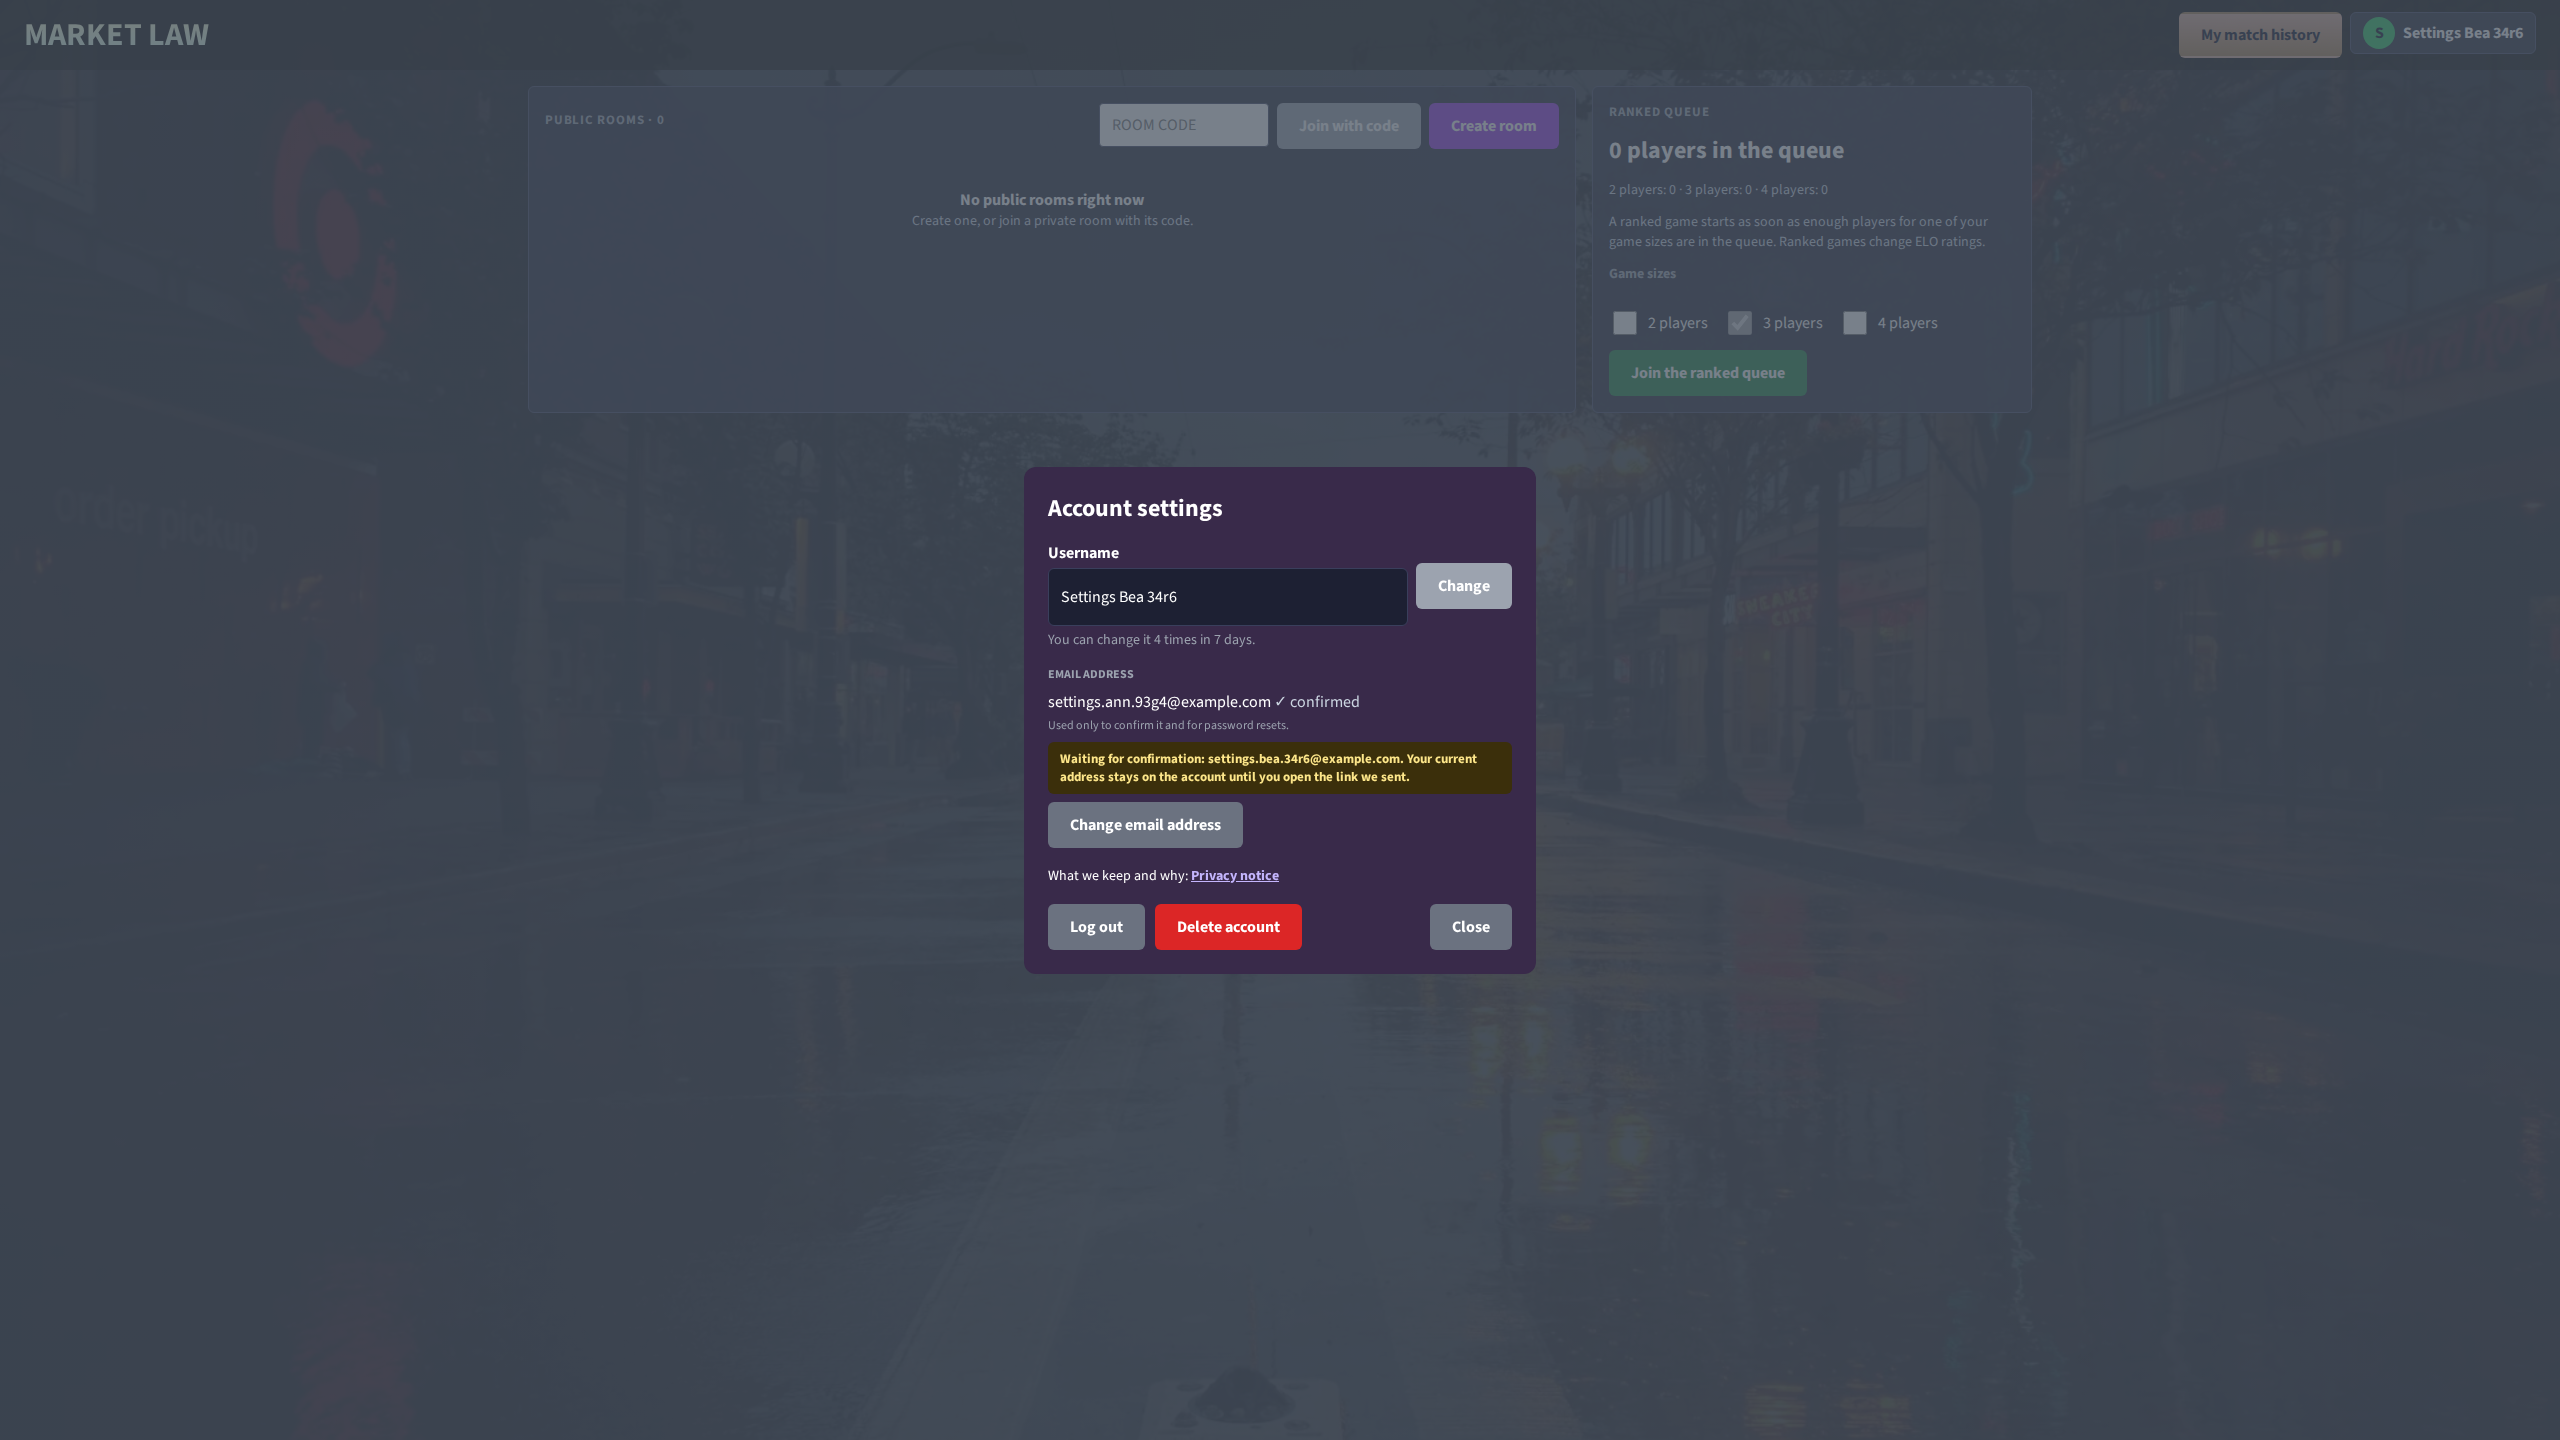 MARKET LAW
My match history
S
Settings Bea 34r6
PUBLIC ROOMS · 0
ROOM CODE
Join with code
Create room
No public rooms right now
Create one, or join a private room with its code.
RANKED QUEUE
0 players in the queue
2 players: 0 · 3 players: 0 · 4 players: 0
A ranked game starts as soon as enough players for one of your
game sizes are in the queue. Ranked games change ELO ratings.
Game sizes
2 players
3 players
4 players
Join the ranked queue
order pickup
SNEAKER
CITY
Account settings
Username
Settings Bea 34r6
Change
You can change it 4 times in 7 days.
EMAIL ADDRESS
settings.ann.93g4@example.com ✓ confirmed
Used only to confirm it and for password resets.
Waiting for confirmation: settings.bea.34r6@example.com. Your current
address stays on the account until you open the link we sent.
Change email address
What we keep and why: Privacy notice
Log out
Delete account
Close